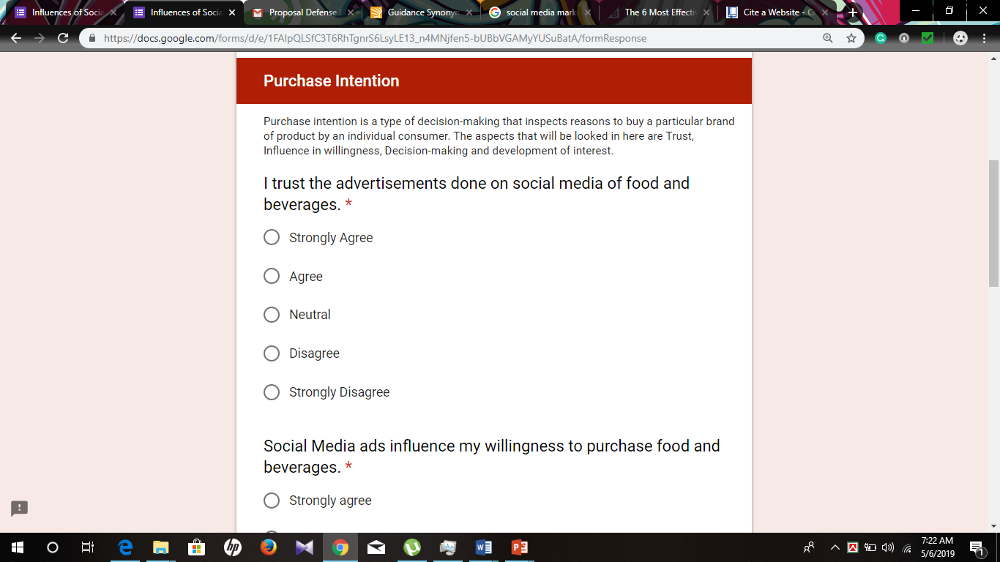 Influences of Socia
Influences of Socia
Proposal Defense
Guidance Synonym
social media mark
The 6 Most Effectiv
Cite a Website - C
https://docs.google.com/forms/d/e/1FAIpQLSfC3T6RhTgnrS6LsyLE13_n4MNjfen5-bUBbVGAMyYUSuBatA/formResponse
Purchase Intention
Purchase intention is a type of decision-making that inspects reasons to buy a particular brand
of product by an individual consumer. The aspects that will be looked in here are Trust,
Influence in willingness, Decision-making and development of interest.
I trust the advertisements done on social media of food and
beverages. *
Strongly Agree
Agree
Neutral
Disagree
Strongly Disagree
Social Media ads influence my willingness to purchase food and
beverages. *
Strongly agree
7:22 AM
5/6/2019
1